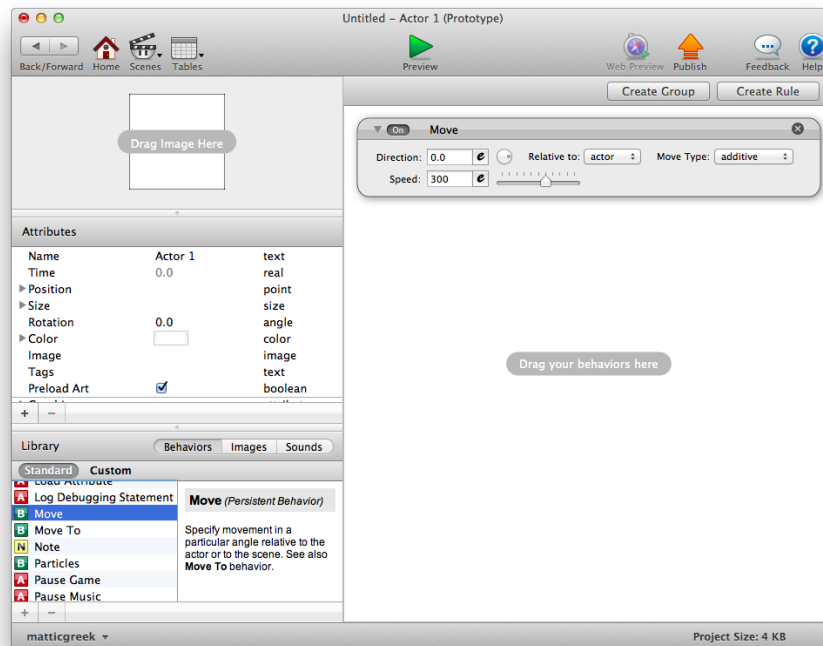 Untitled – Actor 1 (Prototype)
Back/Forward Home Scenes Tables Preview Web Preview Publish Feedback Help
Create Group Create Rule
Drag Image Here
On Move
Direction: 0.0 e Relative to: actor Move Type: additive
Speed: 300 e
Attributes
Name Actor 1 text
Time 0.0 real
Position point
Size size
Rotation 0.0 angle
Color color
Image image
Tags text
Preload Art boolean
Drag your behaviors here
+ −
Library Behaviors Images Sounds
Standard Custom
A Load Attribute
A Log Debugging Statement
B Move
B Move To
N Note
B Particles
A Pause Game
A Pause Music
Move (Persistent Behavior)
Specify movement in a
particular angle relative to the
actor or to the scene. See also
Move To behavior.
+ −
matticgreek Project Size: 4 KB